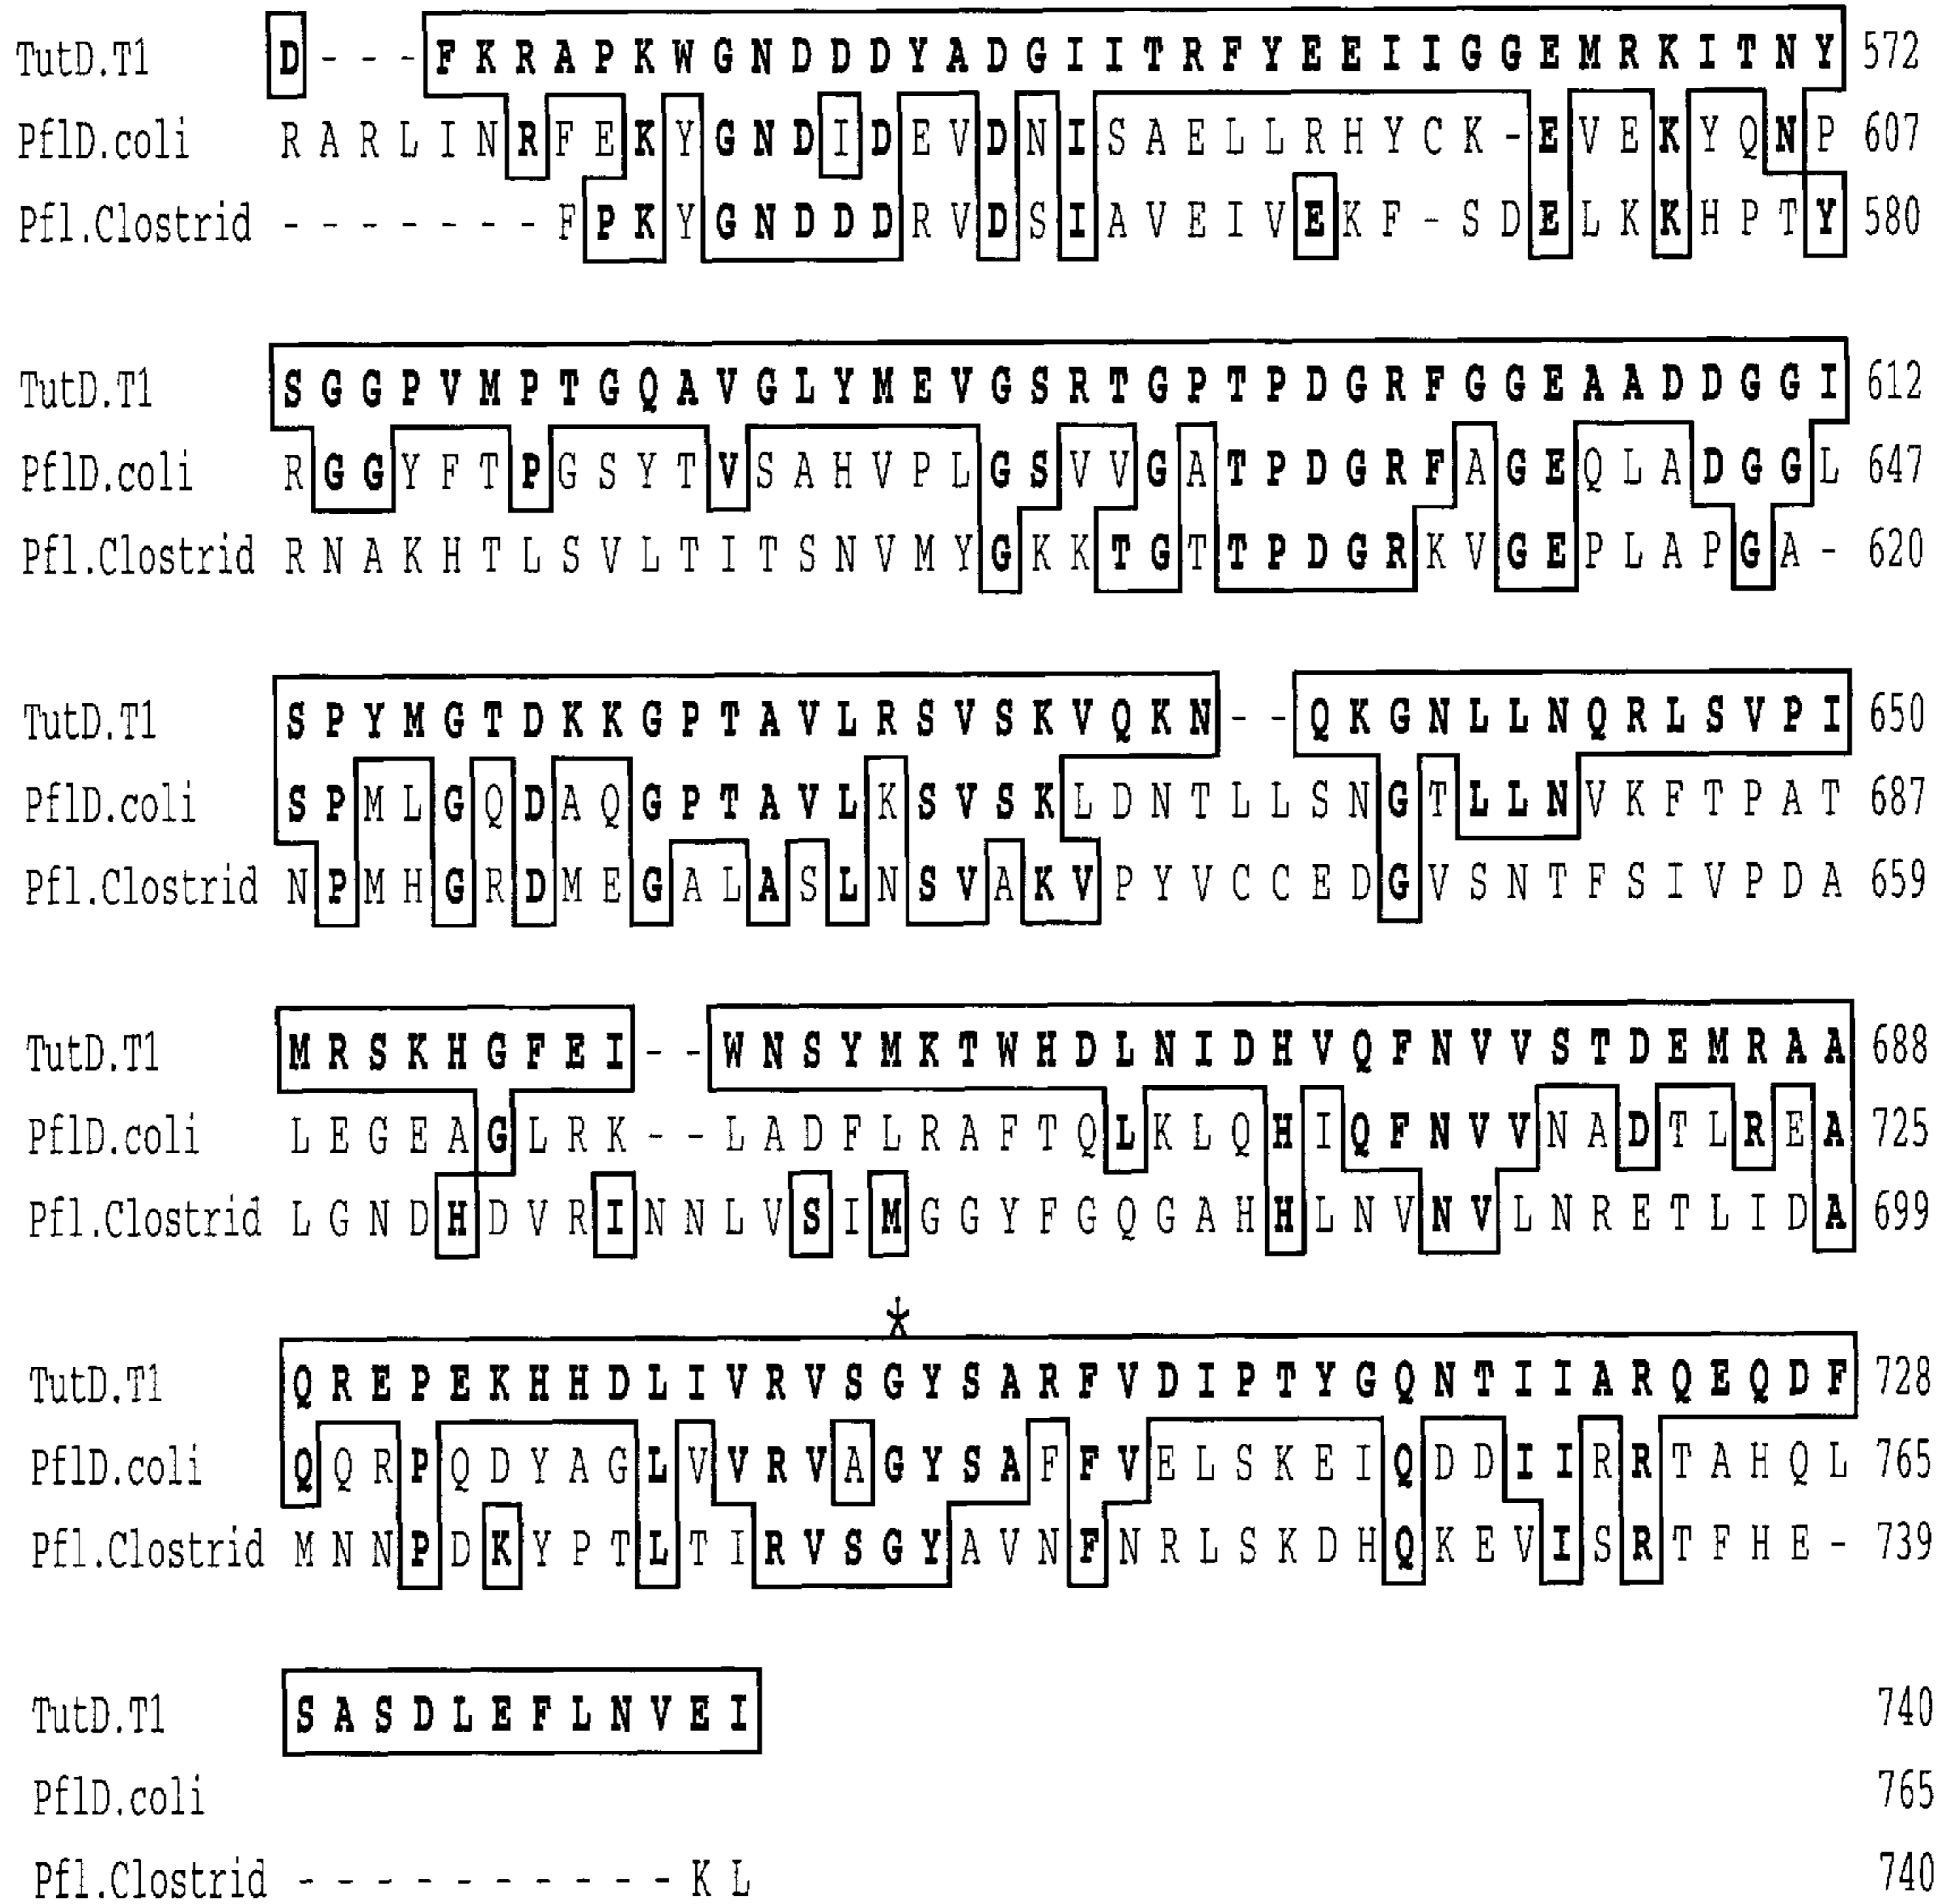 TutD.T1 D - - - F K R A P K W G N D D D Y A D G I I T R F Y E E I I G G E M R K I T N Y 572
PflD.coli R A R L I N R F E K Y G N D I D E V D N I S A E L L R H Y C K - E V E K Y Q N P 607
Pfl.Clostrid - - - - - - - F P K Y G N D D D R V D S I A V E I V E K F - S D E L K K H P T Y 580
TutD.T1 S G G P V M P T G Q A V G L Y M E V G S R T G P T P D G R F G G E A A D D G G I 612
PflD.coli R G G Y F T P G S Y T V S A H V P L G S V V G A T P D G R F A G E Q L A D G G L 647
Pfl.Clostrid R N A K H T L S V L T I T S N V M Y G K K T G T T P D G R K V G E P L A P G A - 620
TutD.T1 S P Y M G T D K K G P T A V L R S V S K V Q K N - - Q K G N L L N Q R L S V P I 650
PflD.coli S P M L G Q D A Q G P T A V L K S V S K L D N T L L S N G T L L N V K F T P A T 687
Pfl.Clostrid N P M H G R D M E G A L A S L N S V A K V P Y V C C E D G V S N T F S I V P D A 659
TutD.T1 M R S K H G F E I - - W N S Y M K T W H D L N I D H V Q F N V V S T D E M R A A 688
PflD.coli L E G E A G L R K - - L A D F L R A F T Q L K L Q H I Q F N V V N A D T L R E A 725
Pfl.Clostrid L G N D H D V R I N N L V S I M G G Y F G Q G A H H L N V N V L N R E T L I D A 699
*
TutD.T1 Q R E P E K H H D L I V R V S G Y S A R F V D I P T Y G Q N T I I A R Q E Q D F 728
PflD.coli Q Q R P Q D Y A G L V V R V A G Y S A F F V E L S K E I Q D D I I R R T A H Q L 765
Pfl.Clostrid M N N P D K Y P T L T I R V S G Y A V N F N R L S K D H Q K E V I S R T F H E - 739
TutD.T1 S A S D L E F L N V E I 740
PflD.coli 765
Pfl.Clostrid - - - - - - - - - - K L 740